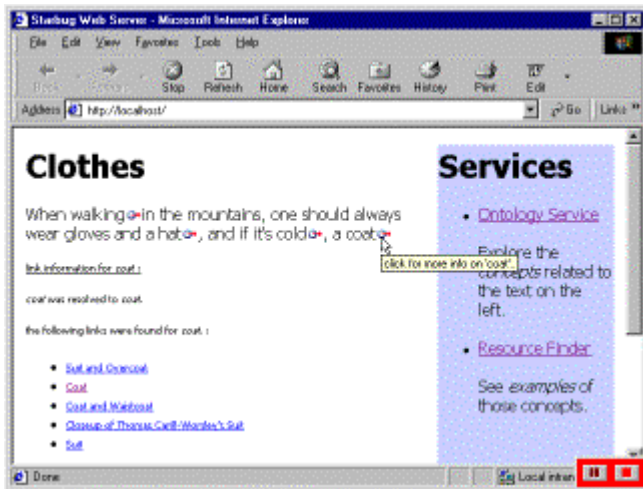 Starbug Web Server - Microsoft Internet Explorer
File Edit View Favorites Tools Help
Back Forward Stop Refresh Home Search Favorites History Print Edit
Address http://localhost/ Go Links »
Clothes
When walking in the mountains, one should always
wear gloves and a hat, and if it's cold, a coat
click for more info on 'coat'.
link information for coat :
coat was resolved to coat.
the following links were found for coat :
• Suit and Overcoat
• Coat
• Coat and Waistcoat
• Closeup of Thomas Carill-Worsley's Suit
• Suit
Services
• Ontology Service
Explore the
concepts related to
the text on the
left.
• Resource Finder
See examples of
those concepts.
Done
Local intran